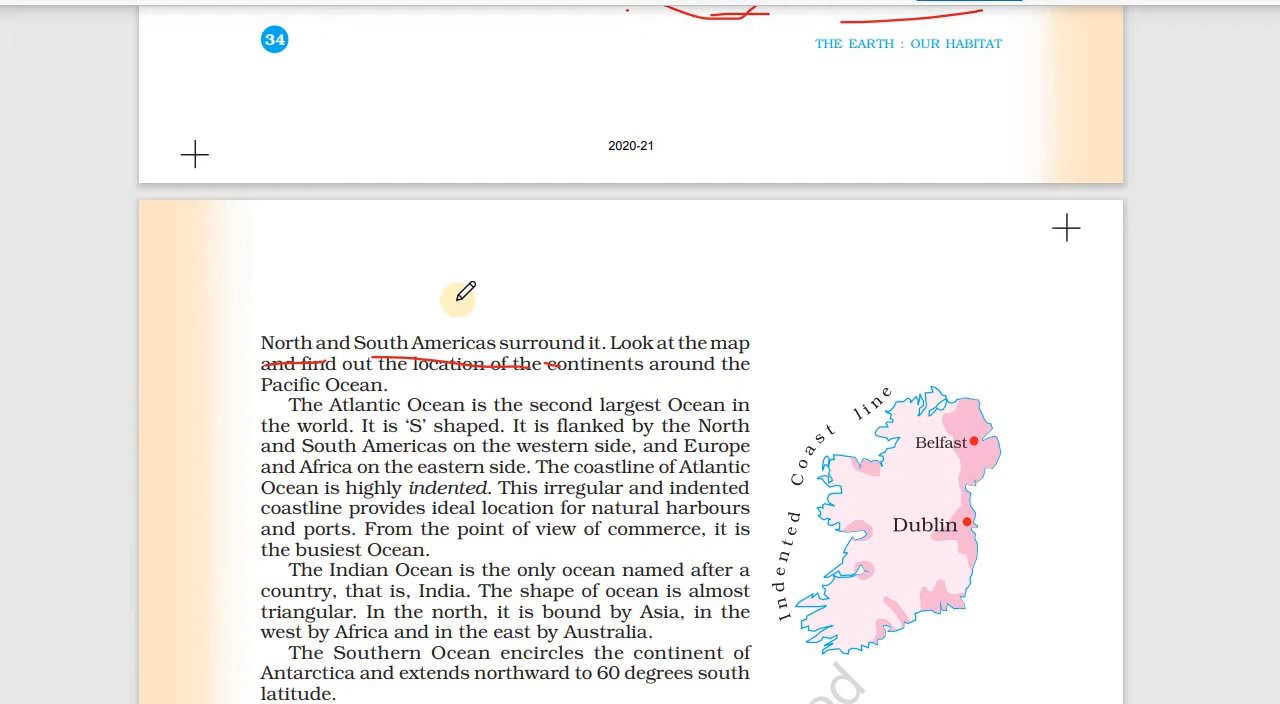 34
THE EARTH : OUR HABITAT
2020-21
North and South Americas surround it. Look at the map
and find out the location of the continents around the
Pacific Ocean.
The Atlantic Ocean is the second largest Ocean in
the world. It is ‘S’ shaped. It is flanked by the North
and South Americas on the western side, and Europe
and Africa on the eastern side. The coastline of Atlantic
Ocean is highly indented. This irregular and indented
coastline provides ideal location for natural harbours
and ports. From the point of view of commerce, it is
the busiest Ocean.
The Indian Ocean is the only ocean named after a
country, that is, India. The shape of ocean is almost
triangular. In the north, it is bound by Asia, in the
west by Africa and in the east by Australia.
The Southern Ocean encircles the continent of
Antarctica and extends northward to 60 degrees south
latitude.
Indented Coast line
Belfast
Dublin